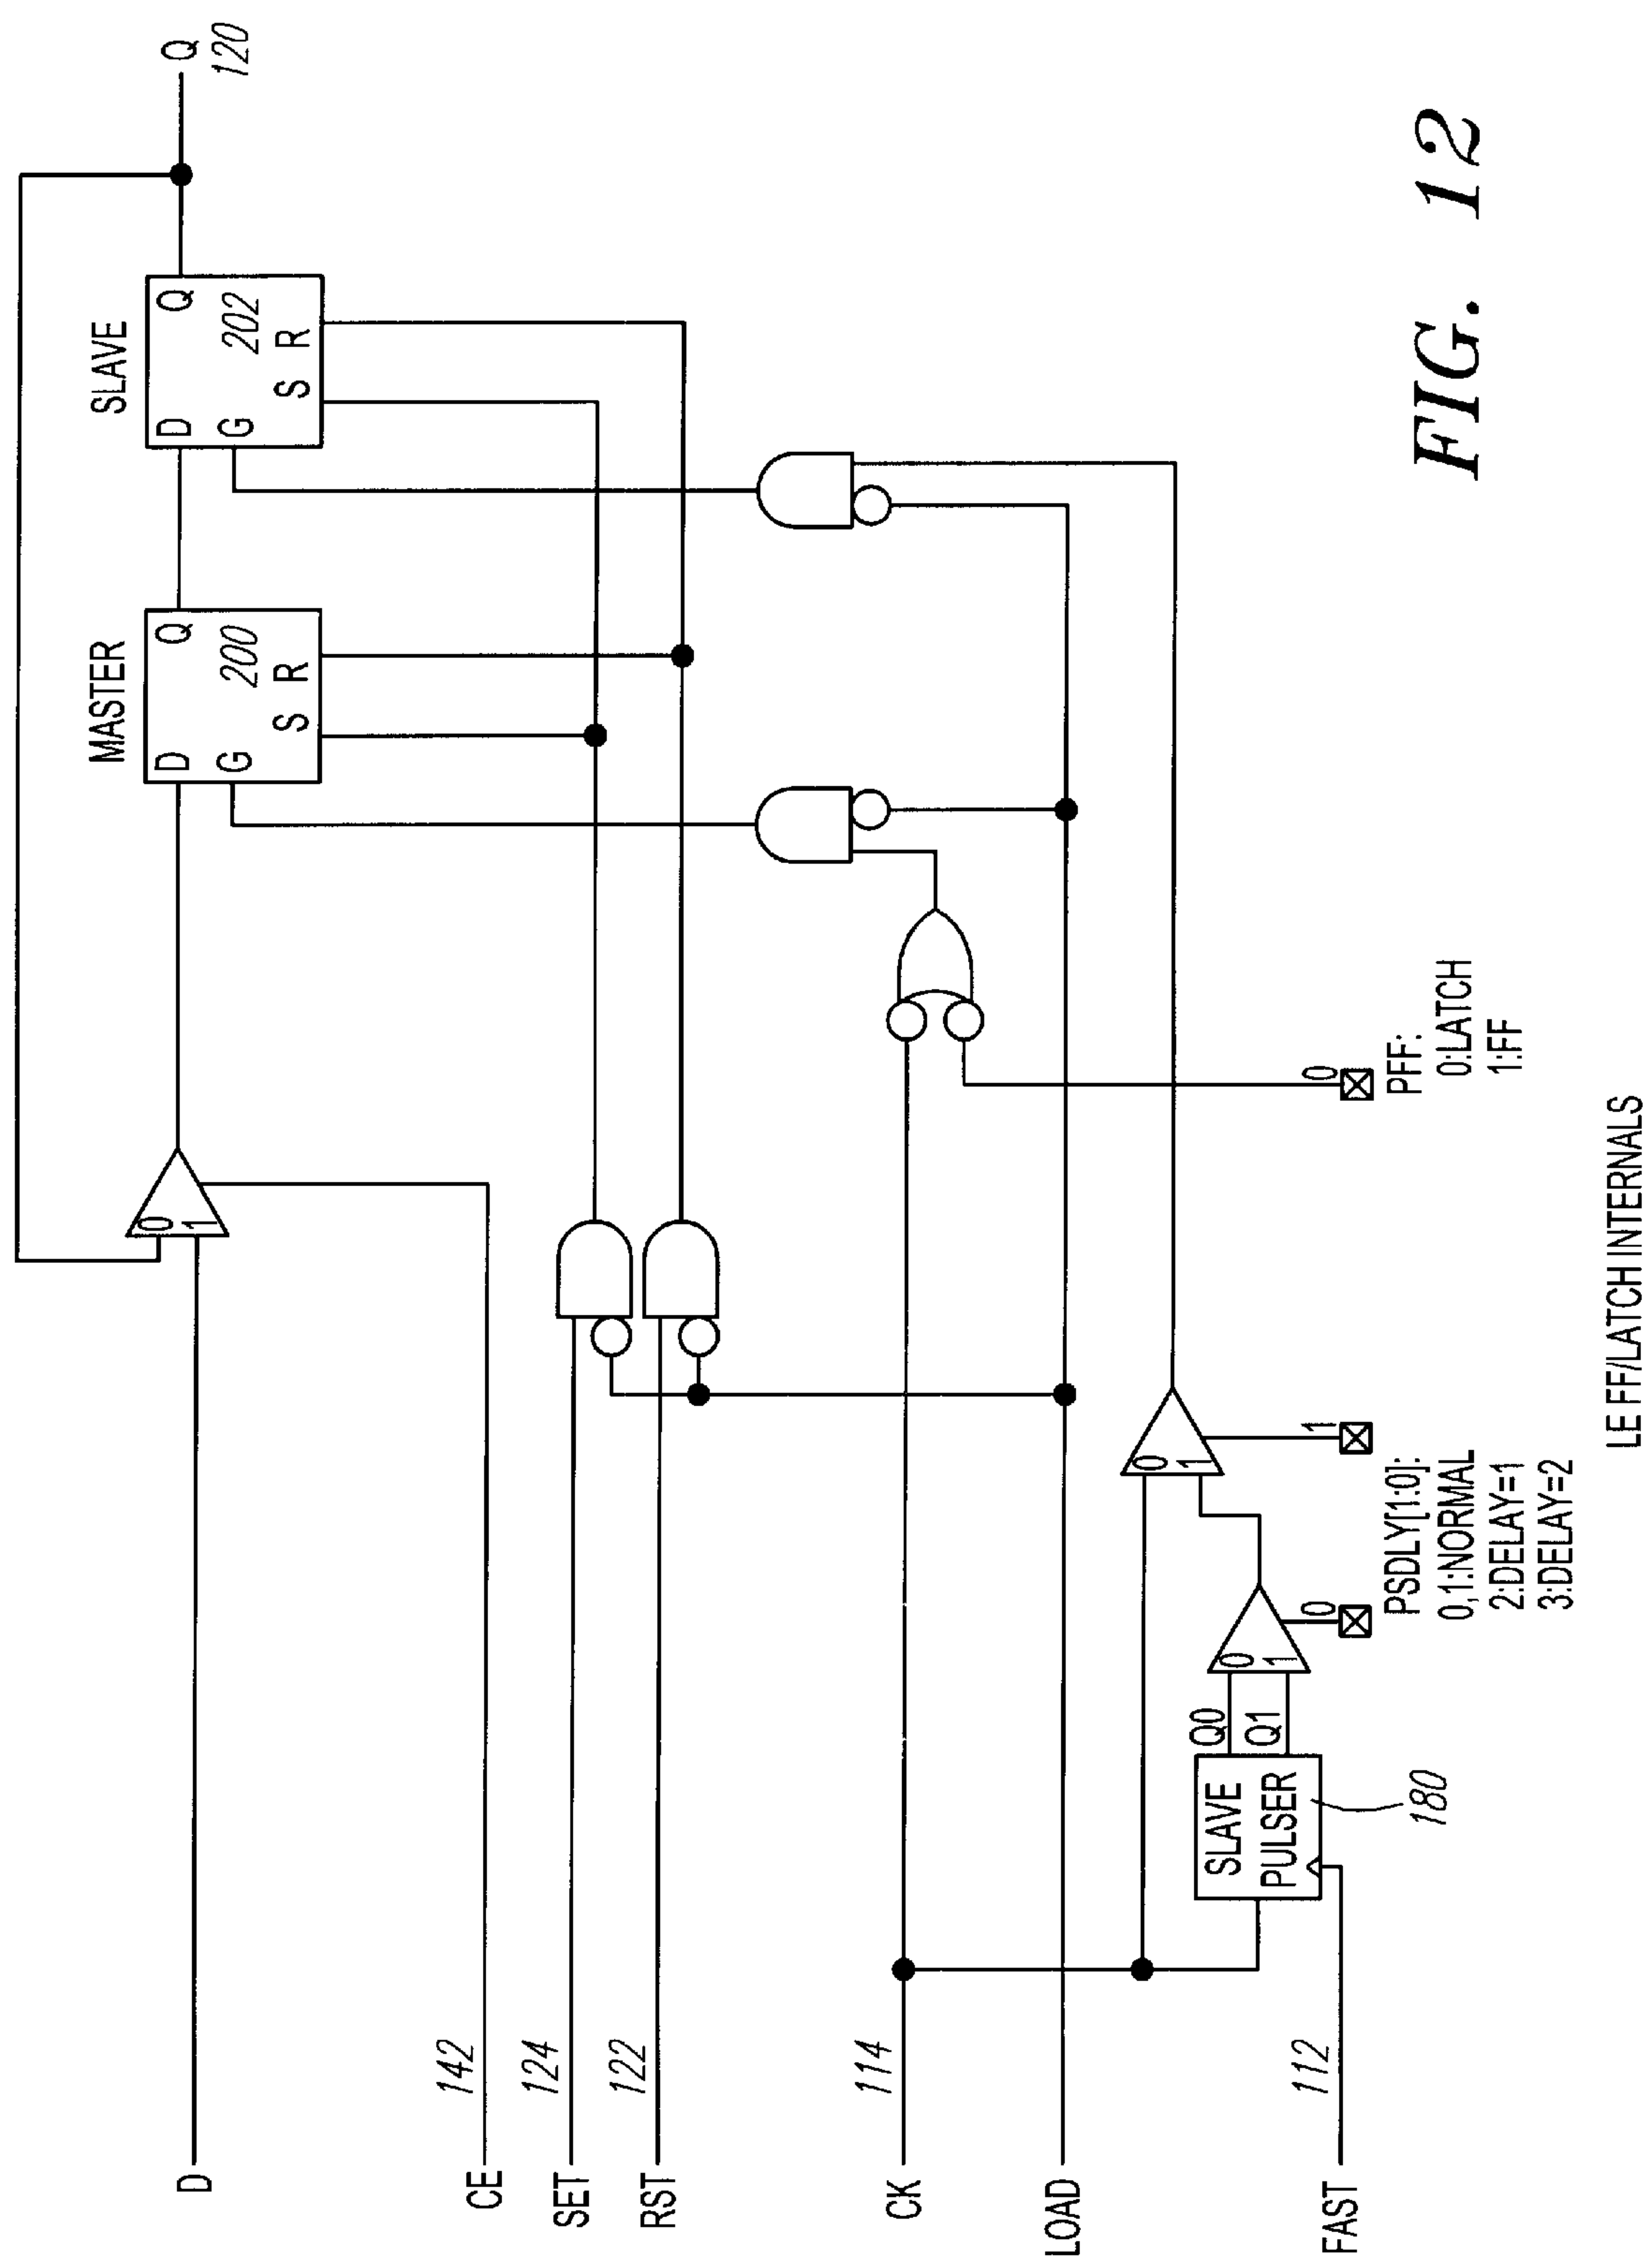 MASTER
SLAVE
D
Q
D
Q
Q
120
G
200
G
202
S
R
S
R
0
1
D
142
CE
124
SET
122
RST
114
CK
LOAD
0
1
Q0
0
Q1
1
SLAVE
PULSER
180
112
FAST
0
PSDLY[1:0]:
0,1:NORMAL
2:DELAY=1
3:DELAY=2
1
0
PFF:
0:LATCH
1:FF
LE FF/LATCH INTERNALS
FIG. 12